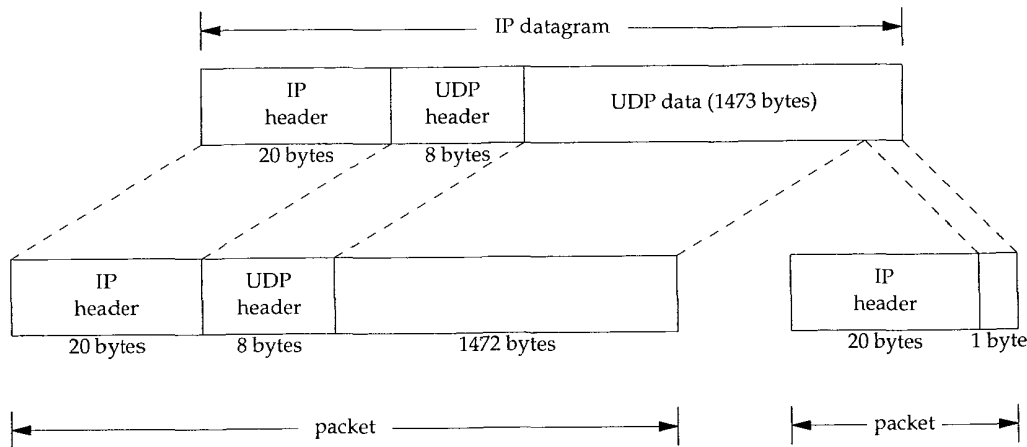 IP datagram
IP
header
UDP
header
UDP data (1473 bytes)
20 bytes
8 bytes
IP
header
UDP
header
IP
header
20 bytes
8 bytes
1472 bytes
20 bytes
1 byte
packet
packet